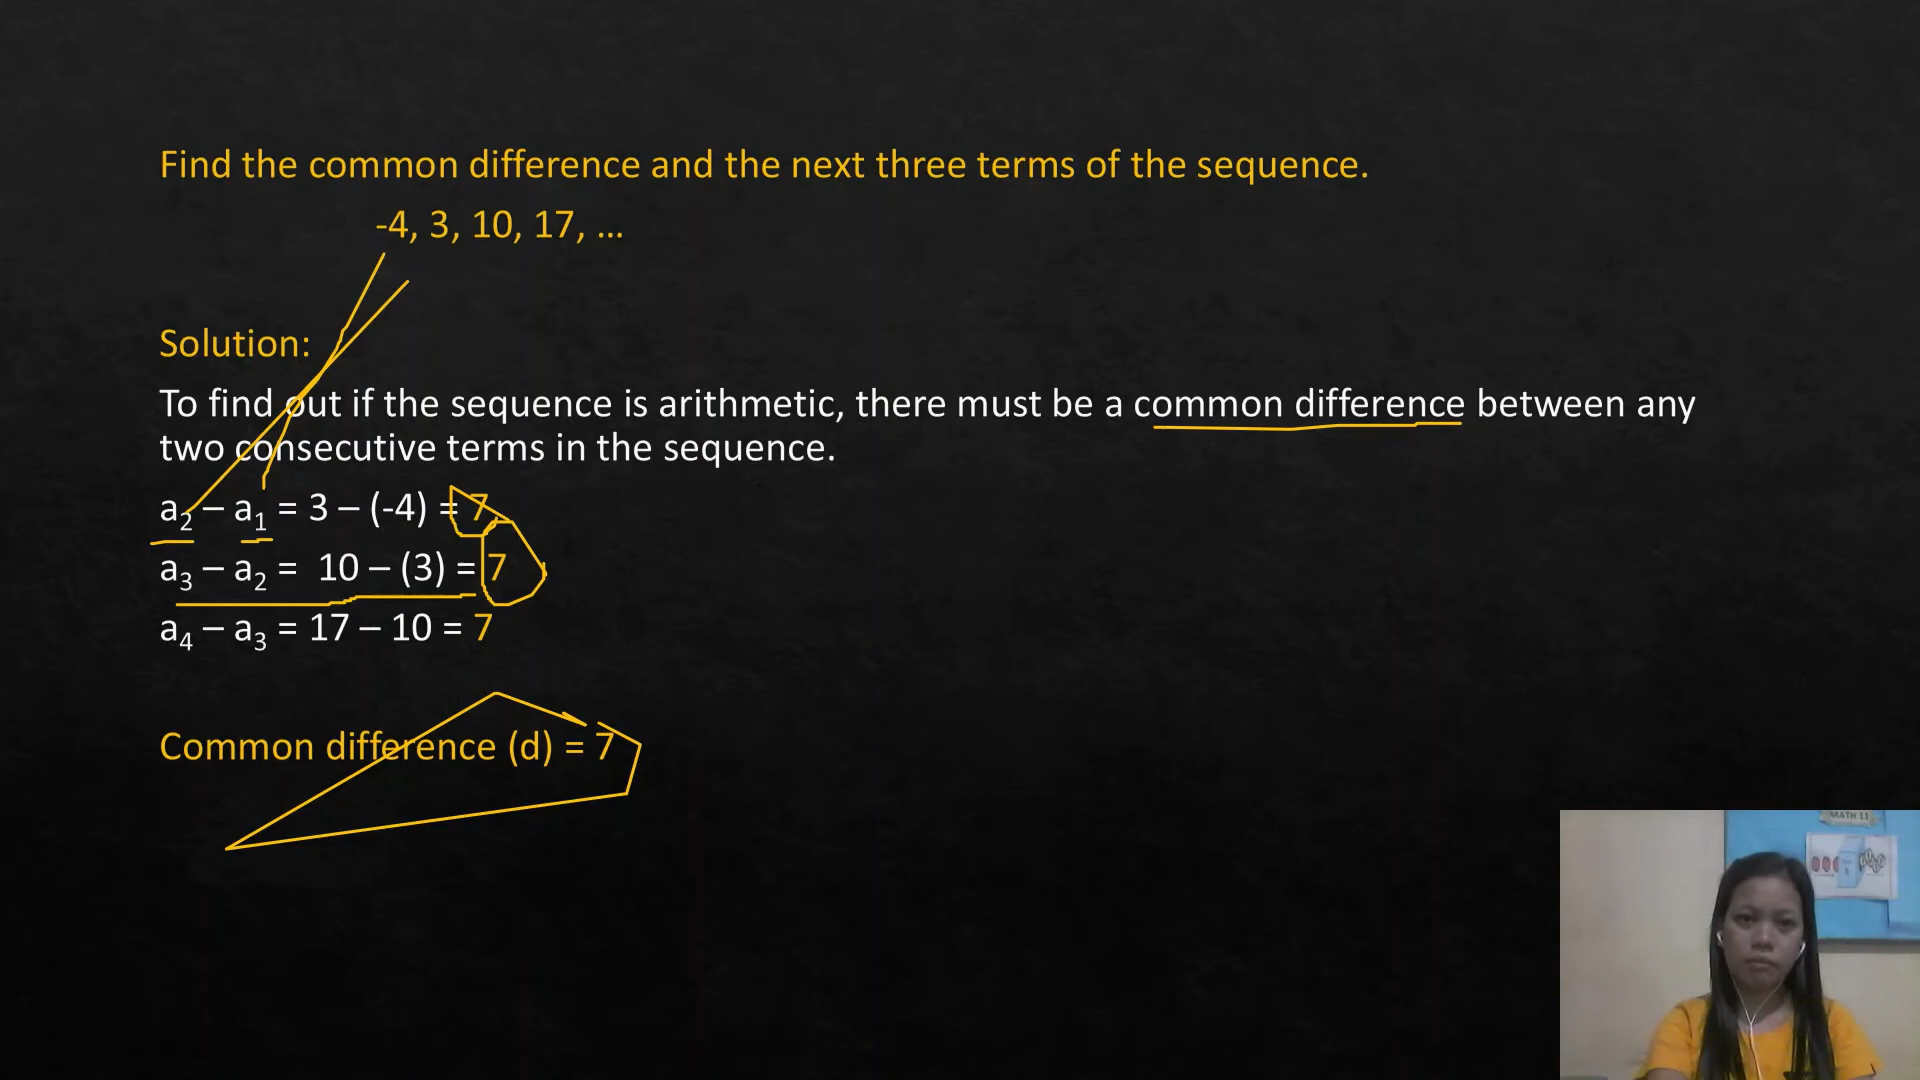 Find the common difference and the next three terms of the sequence.
-4, 3, 10, 17, ...
Solution:
To find out if the sequence is arithmetic, there must be a common difference between any
two consecutive terms in the sequence.
a₂ – a₁ = 3 – (-4) = 7
a₃ – a₂ = 10 – (3) = 7
a₄ – a₃ = 17 – 10 = 7
Common difference (d) = 7
MATH 11